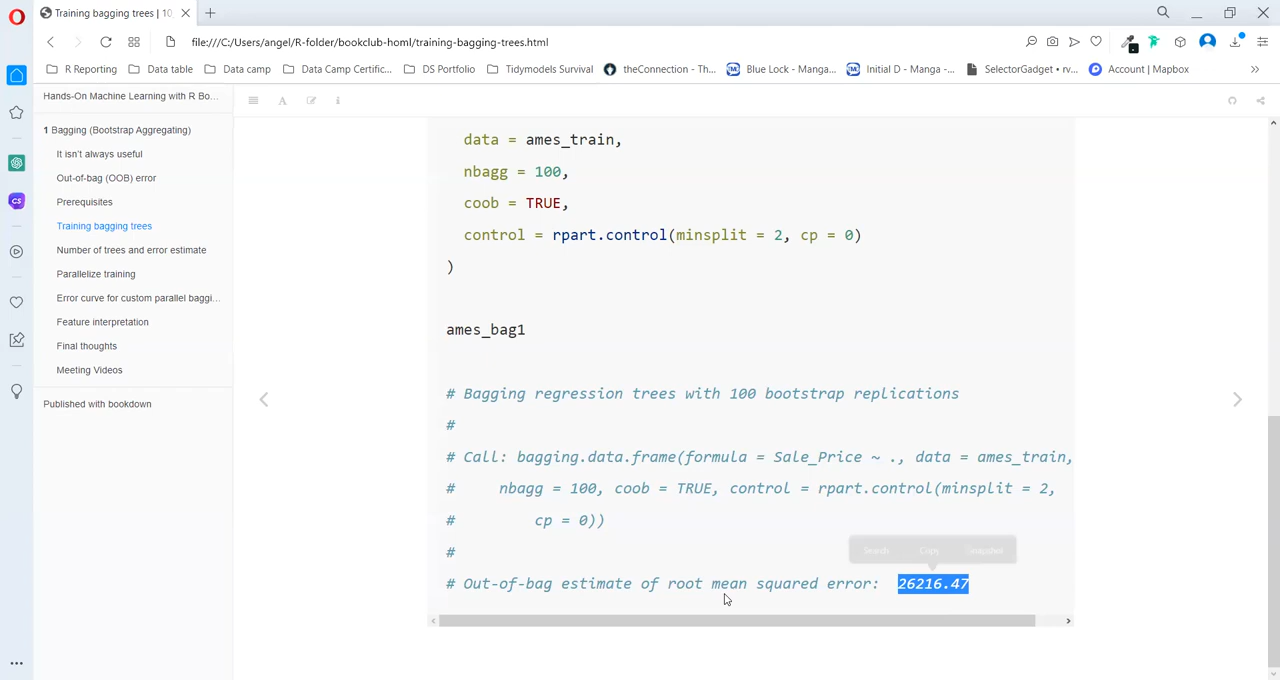 Training bagging trees | 10
file:///C:/Users/angel/R-folder/bookclub-homl/training-bagging-trees.html
R Reporting
Data table
Data camp
Data Camp Certific...
DS Portfolio
Tidymodels Survival
theConnection - Th...
Blue Lock - Manga...
Initial D - Manga -...
SelectorGadget • rv...
Account | Mapbox
Hands-On Machine Learning with R Bo...
1 Bagging (Bootstrap Aggregating)
It isn't always useful
Out-of-bag (OOB) error
Prerequisites
Training bagging trees
Number of trees and error estimate
Parallelize training
Error curve for custom parallel baggi...
Feature interpretation
Final thoughts
Meeting Videos
Published with bookdown
data = ames_train,
nbagg = 100,
coob = TRUE,
control = rpart.control(minsplit = 2, cp = 0)
)
ames_bag1
# Bagging regression trees with 100 bootstrap replications
#
# Call: bagging.data.frame(formula = Sale_Price ~ ., data = ames_train,
# nbagg = 100, coob = TRUE, control = rpart.control(minsplit = 2,
# cp = 0))
#
Search Copy Snapshot
# Out-of-bag estimate of root mean squared error: 26216.47